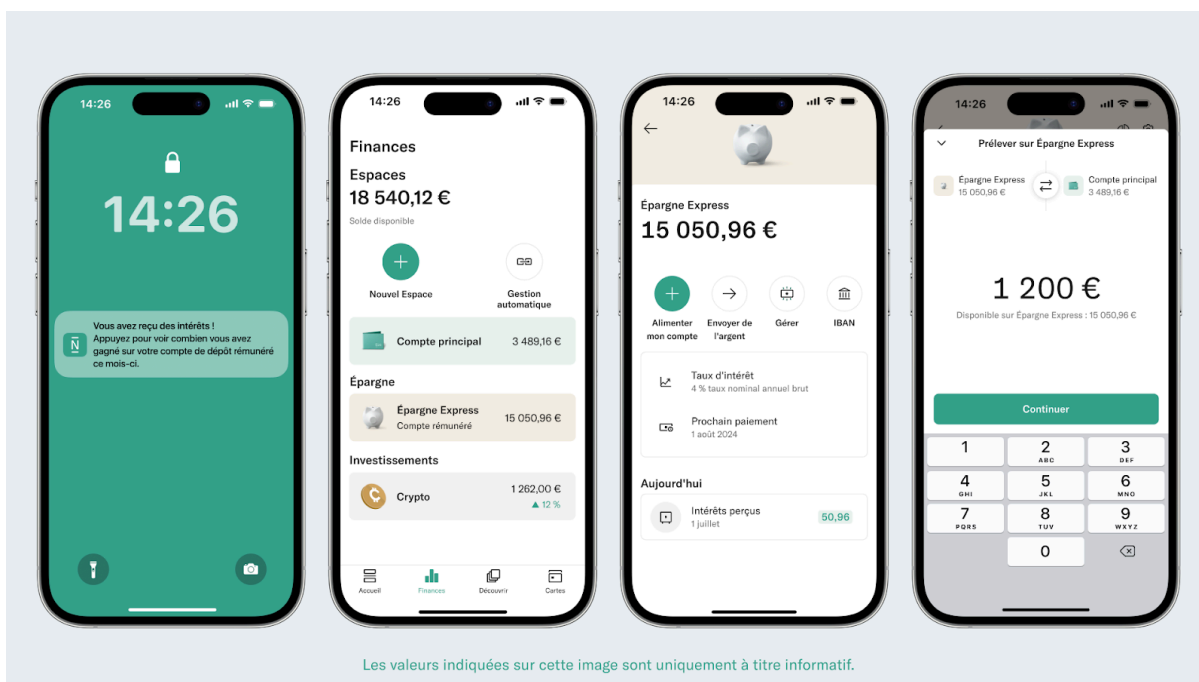 14:26
14:26
Vous avez reçu des intérêts !
Appuyez pour voir combien vous avez
gagné sur votre compte de dépôt rémunéré
ce mois-ci.
N
14:26
Finances
Espaces
18 540,12 €
Solde disponible
Nouvel Espace
Gestion
automatique
Compte principal 3 489,16 €
Épargne
Épargne Express
Compte rémunéré
15 050,96 €
Investissements
Crypto
1 262,00 €
▲ 12 %
Accueil Finances Découvrir Cartes
14:26
Épargne Express
15 050,96 €
Alimenter
mon compte
Envoyer de
l'argent
Gérer
IBAN
Taux d'intérêt
4 % taux nominal annuel brut
Prochain paiement
1 août 2024
Aujourd'hui
Intérêts perçus
1 juillet
50,96
14:26
Prélever sur Épargne Express
Épargne Express
15 050,96 €
Compte principal
3 489,16 €
1 200 €
Disponible sur Épargne Express : 15 050,96 €
Continuer
1 2 3
ABC DEF
4 5 6
GHI JKL MNO
7 8 9
PQRS TUV WXYZ
0
Les valeurs indiquées sur cette image sont uniquement à titre informatif.